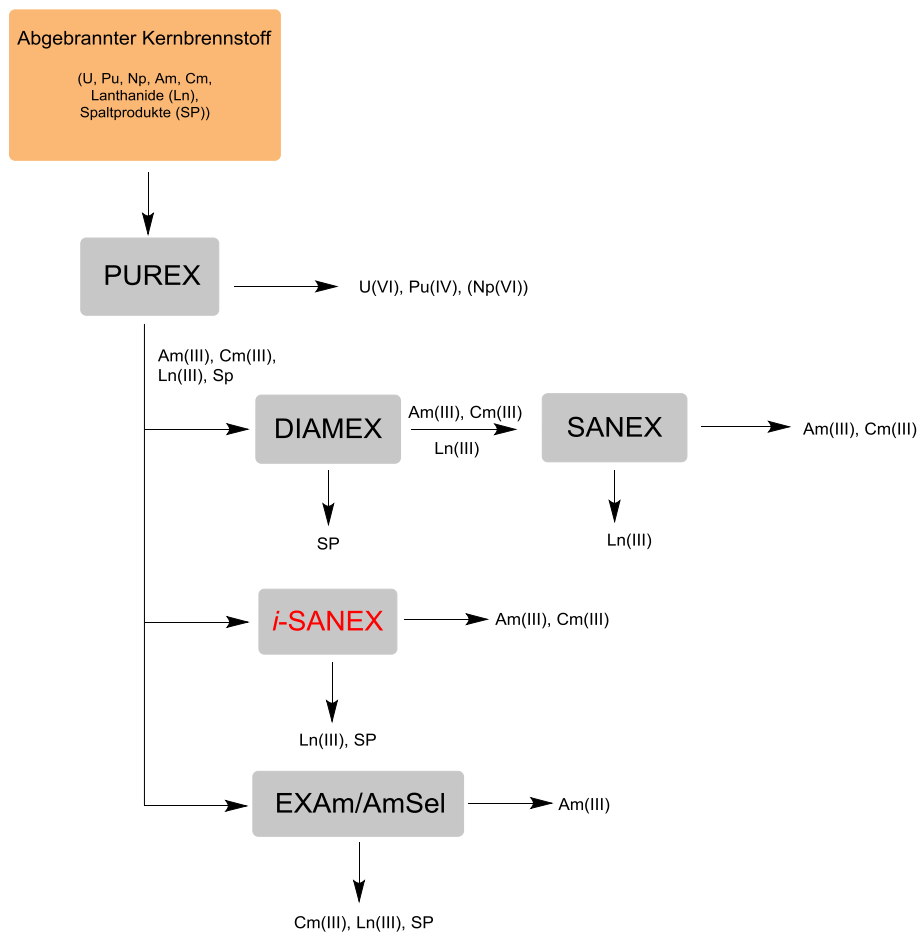 Abgebrannter Kernbrennstoff
(U, Pu, Np, Am, Cm,
Lanthanide (Ln),
Spaltprodukte (SP))
PUREX
U(VI), Pu(IV), (Np(VI))
Am(III), Cm(III),
Ln(III), Sp
DIAMEX
Am(III), Cm(III)
Ln(III)
SANEX
Am(III), Cm(III)
SP
Ln(III)
i-SANEX
Am(III), Cm(III)
Ln(III), SP
EXAm/AmSel
Am(III)
Cm(III), Ln(III), SP